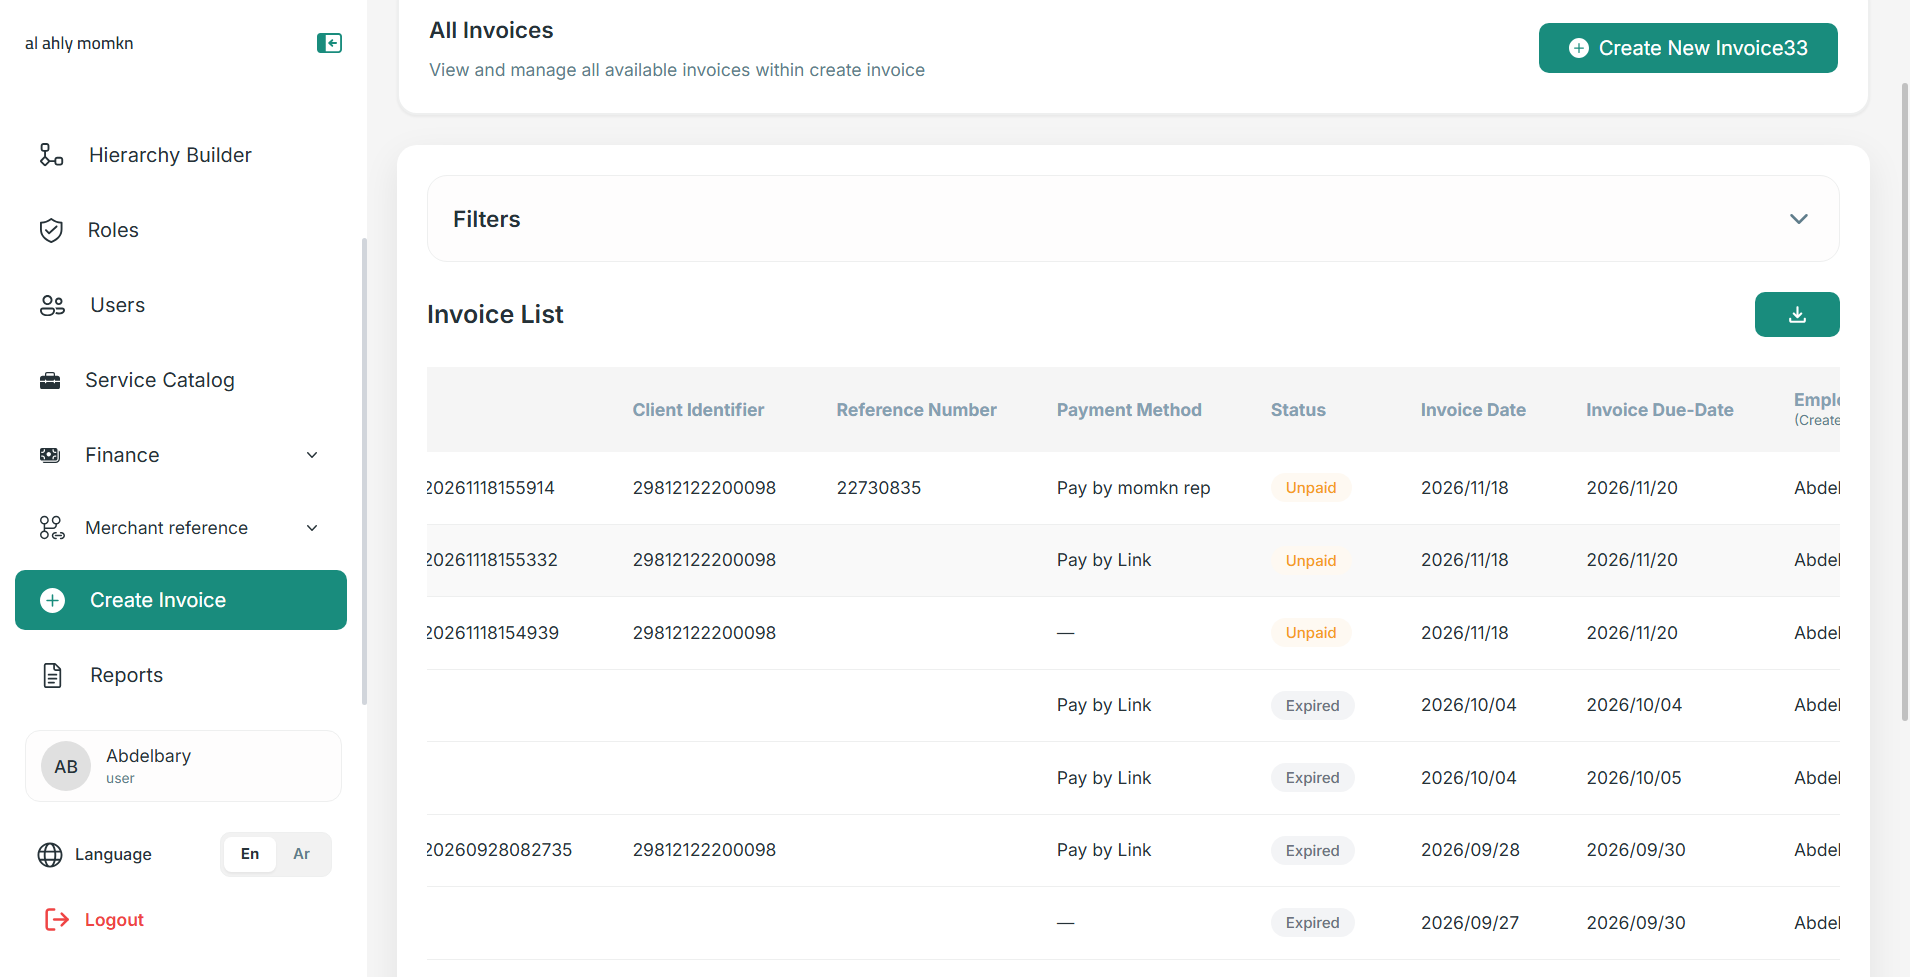 al ahly momkn
Hierarchy Builder
Roles
Users
Service Catalog
Finance
Merchant reference
Create Invoice
Reports
AB
Abdelbary
user
Language
En
Ar
Logout
All Invoices
View and manage all available invoices within create invoice
Create New Invoice33
Filters
Invoice List
Client Identifier Reference Number Payment Method Status Invoice Date Invoice Due-Date
20261118155914 29812122200098 22730835 Pay by momkn rep Unpaid 2026/11/18 2026/11/20 Abdel
20261118155332 29812122200098 Pay by Link Unpaid 2026/11/18 2026/11/20 Abdel
20261118154939 29812122200098 — Unpaid 2026/11/18 2026/11/20 Abdel
Pay by Link Expired 2026/10/04 2026/10/04 Abdel
Pay by Link Expired 2026/10/04 2026/10/05 Abdel
20260928082735 29812122200098 Pay by Link Expired 2026/09/28 2026/09/30 Abdel
— Expired 2026/09/27 2026/09/30 Abdel